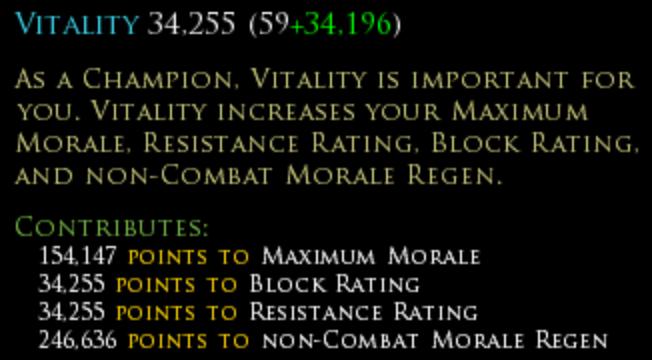 Vitality 34,255 (59+34,196)
As a Champion, Vitality is important for
you. Vitality increases your Maximum
Morale, Resistance Rating, Block Rating,
and non-Combat Morale Regen.
Contributes:
154,147 points to Maximum Morale
34,255 points to Block Rating
34,255 points to Resistance Rating
246,636 points to non-Combat Morale Regen